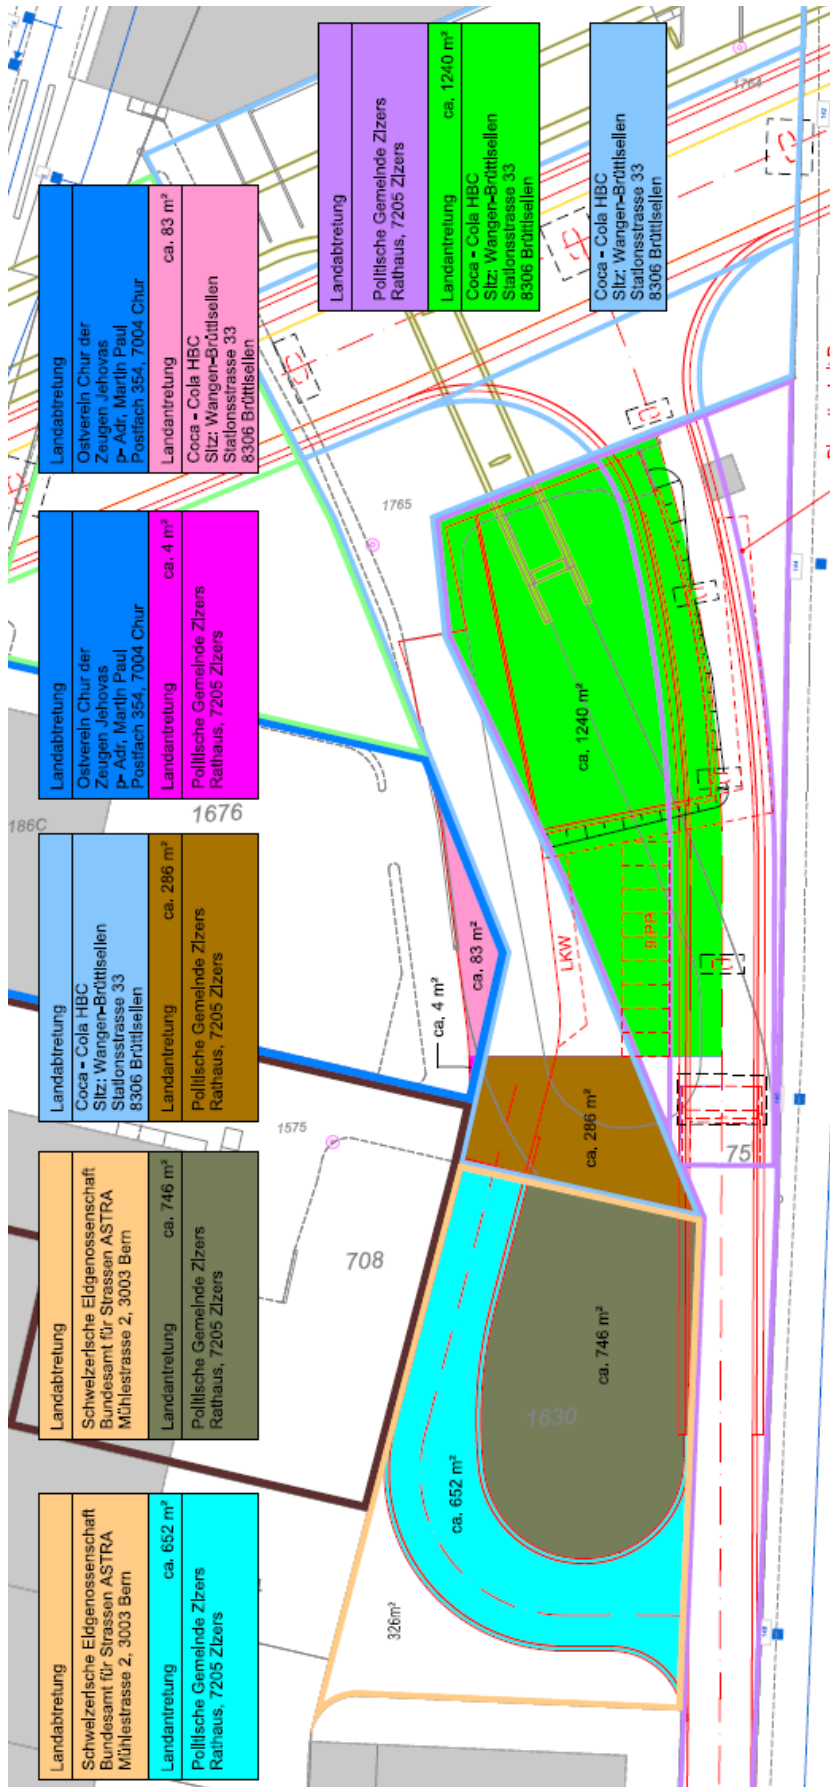 Landabtretung
Schweizerische Eidgenossenschaft
Bundesamt für Strassen ASTRA
Mühlestrasse 2, 3003 Bern
Landantretung ca. 652 m²
Politische Gemeinde Zizers
Rathaus, 7205 Zizers
Landabtretung
Schweizerische Eidgenossenschaft
Bundesamt für Strassen ASTRA
Mühlestrasse 2, 3003 Bern
Landantretung ca. 746 m²
Politische Gemeinde Zizers
Rathaus, 7205 Zizers
Landabtretung
Coca - Cola HBC
Sitz: Wangen-Brüttisellen
Stationsstrasse 33
8306 Brüttisellen
Landantretung ca. 286 m²
Politische Gemeinde Zizers
Rathaus, 7205 Zizers
Landabtretung
Ostverein Chur der
Zeugen Jehovas
p- Adr. Martin Paul
Postfach 354, 7004 Chur
Landantretung ca. 4 m²
Politische Gemeinde Zizers
Rathaus, 7205 Zizers
Landabtretung
Ostverein Chur der
Zeugen Jehovas
p- Adr. Martin Paul
Postfach 354, 7004 Chur
Landantretung ca. 83 m²
Coca - Cola HBC
Sitz: Wangen-Brüttisellen
Stationsstrasse 33
8306 Brüttisellen
Landabtretung
Politische Gemeinde Zizers
Rathaus, 7205 Zizers
Landantretung ca. 1240 m²
Coca - Cola HBC
Sitz: Wangen-Brüttisellen
Stationsstrasse 33
8306 Brüttisellen
Coca - Cola HBC
Sitz: Wangen-Brüttisellen
Stationsstrasse 33
8306 Brüttisellen
186C
1676
1764
1765
1575
708
1630
75
326m²
ca. 652 m²
ca. 746 m²
ca. 286 m²
ca. 4 m²
ca. 83 m²
ca. 1240 m²
LKW
9 PP